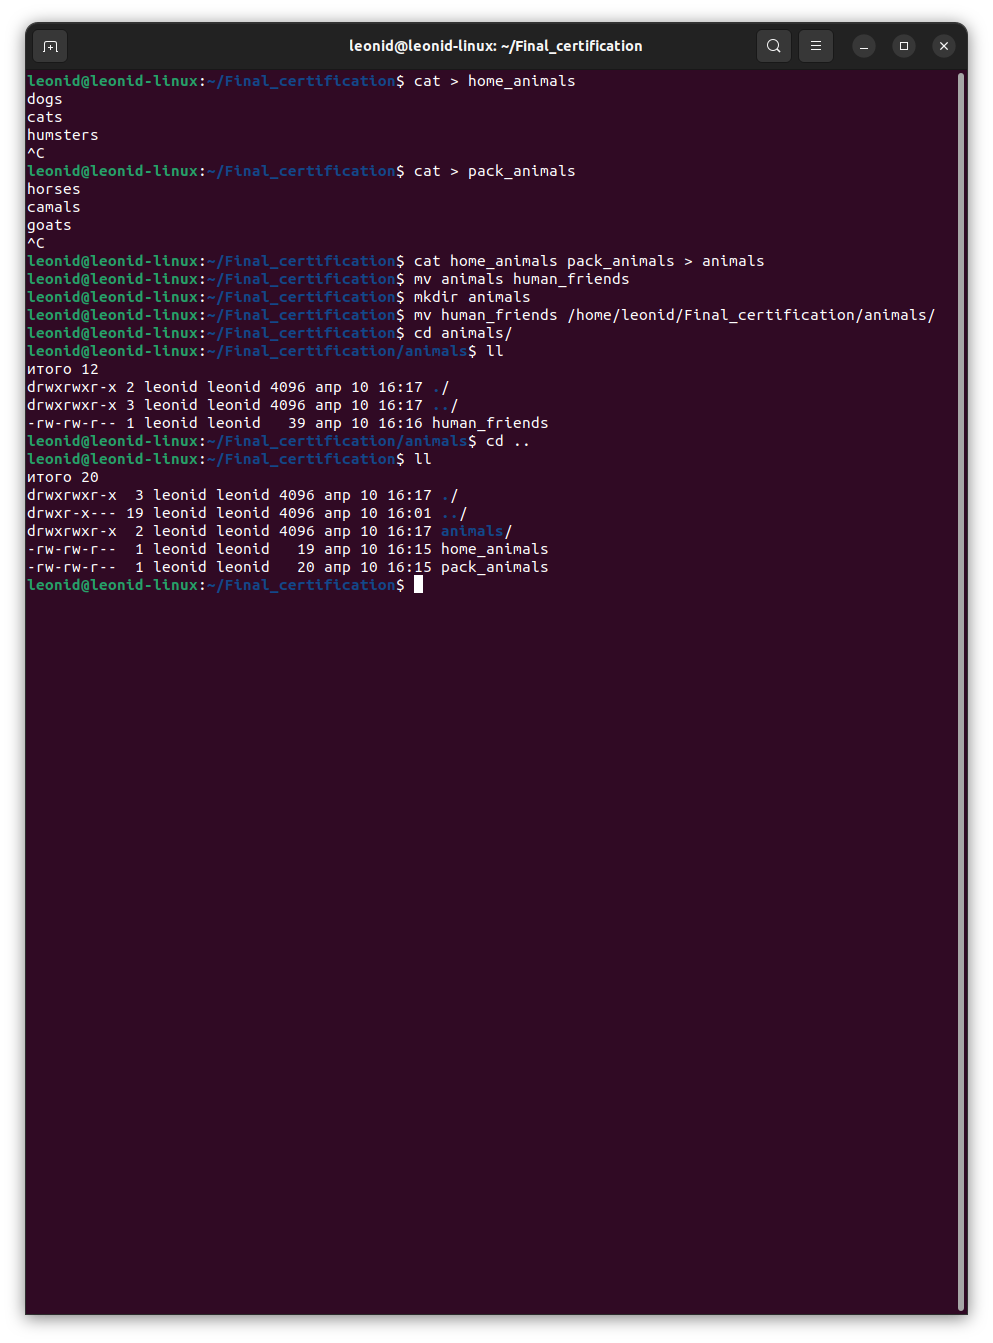 leonid@leonid-linux: ~/Final_certification
leonid@leonid-linux:~/Final_certification$ cat > home_animals
dogs
cats
humsters
^C
leonid@leonid-linux:~/Final_certification$ cat > pack_animals
horses
camals
goats
^C
leonid@leonid-linux:~/Final_certification$ cat home_animals pack_animals > animals
leonid@leonid-linux:~/Final_certification$ mv animals human_friends
leonid@leonid-linux:~/Final_certification$ mkdir animals
leonid@leonid-linux:~/Final_certification$ mv human_friends /home/leonid/Final_certification/animals/
leonid@leonid-linux:~/Final_certification$ cd animals/
leonid@leonid-linux:~/Final_certification/animals$ ll
итого 12
drwxrwxr-x 2 leonid leonid 4096 апр 10 16:17 ./
drwxrwxr-x 3 leonid leonid 4096 апр 10 16:17 ../
-rw-rw-r-- 1 leonid leonid   39 апр 10 16:16 human_friends
leonid@leonid-linux:~/Final_certification/animals$ cd ..
leonid@leonid-linux:~/Final_certification$ ll
итого 20
drwxrwxr-x  3 leonid leonid 4096 апр 10 16:17 ./
drwxr-x--- 19 leonid leonid 4096 апр 10 16:01 ../
drwxrwxr-x  2 leonid leonid 4096 апр 10 16:17 animals/
-rw-rw-r--  1 leonid leonid   19 апр 10 16:15 home_animals
-rw-rw-r--  1 leonid leonid   20 апр 10 16:15 pack_animals
leonid@leonid-linux:~/Final_certification$